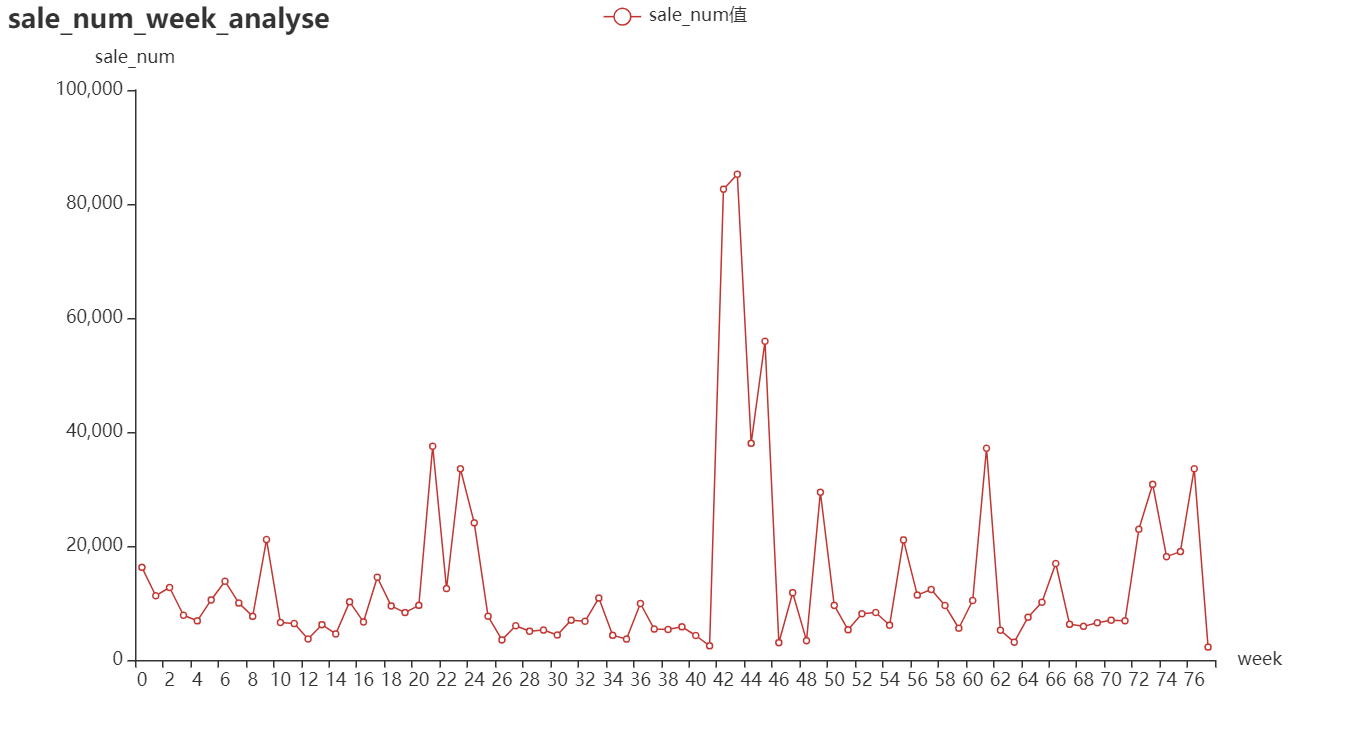 sale_num_week_analyse
sale_num值
sale_num
100,000
80,000
60,000
40,000
20,000
0
0 2 4 6 8 10 12 14 16 18 20 22 24 26 28 30 32 34 36 38 40 42 44 46 48 50 52 54 56 58 60 62 64 66 68 70 72 74 76
week